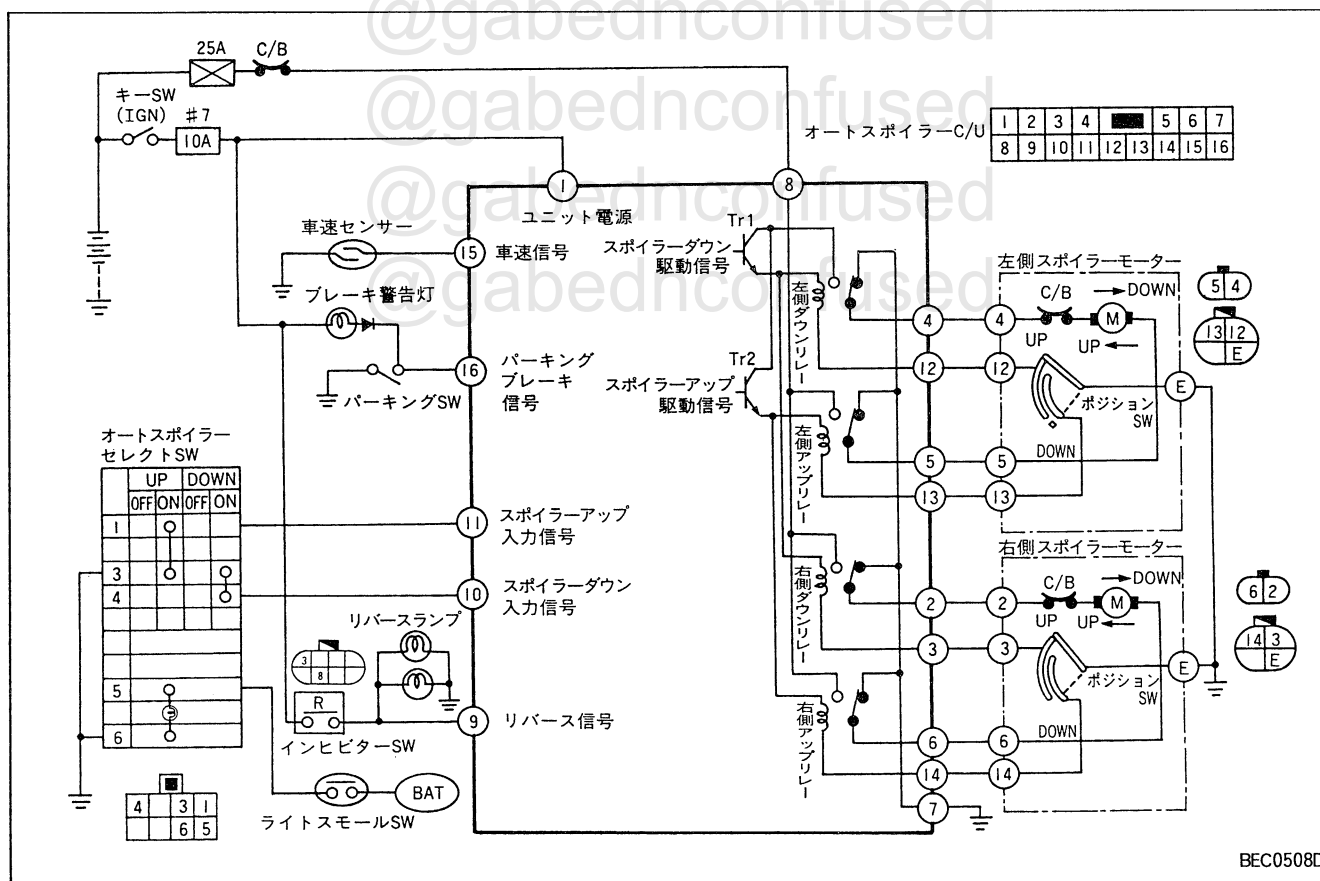 @gabednconfused
@gabednconfused
@gabednconfused
@gabednconfused
@gabednconfused
25A
C/B
キーSW
(IGN)
#7
10A
オートスポイラーC/U
1 2 3 4 5 6 7
8 9 10 11 12 13 14 15 16
1
ユニット電源
8
車速センサー
15
車速信号
ブレーキ警告灯
16
パーキング
ブレーキ
信号
パーキングSW
Tr1
スポイラーダウン
駆動信号
Tr2
スポイラーアップ
駆動信号
左側ダウンリレー
左側アップリレー
右側ダウンリレー
右側アップリレー
4
12
5
13
2
3
6
14
7
左側スポイラーモーター
C/B
DOWN
4
M
UP
UP
12
ポジション
SW
E
DOWN
5
13
5 4
13 12
E
右側スポイラーモーター
C/B
DOWN
2
M
UP
UP
3
ポジション
SW
E
DOWN
6
14
6 2
14 3
E
オートスポイラー
セレクトSW
UP DOWN
OFF ON OFF ON
1
3
4
5
6
11
スポイラーアップ
入力信号
10
スポイラーダウン
入力信号
リバースランプ
3
8
R
インヒビターSW
9
リバース信号
BAT
ライトスモールSW
4 3 1
6 5
BEC0508D